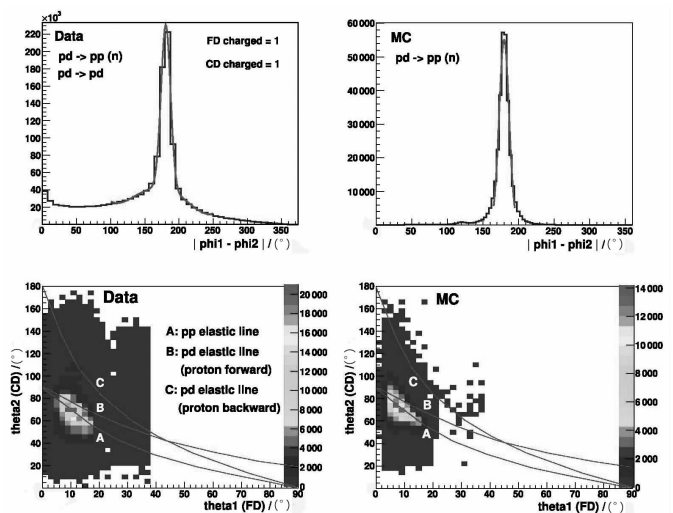 ×10³
Data
pd -> pp (n)
pd -> pd
FD charged = 1
CD charged = 1
220
200
180
160
140
120
100
80
60
40
20
0 50 100 150 200 250 300 350
| phi1 - phi2 | /(°)
MC
pd -> pp (n)
60000
50000
40000
30000
20000
10000
0 50 100 150 200 250 300 350
| phi1 - phi2 | /(°)
Data
A: pp elastic line
B: pd elastic line
(proton forward)
C: pd elastic line
(proton backward)
C
B
A
theta2 (CD) /(°)
180
160
140
120
100
80
60
40
20
0 10 20 30 40 50 60 70 80 90
theta1 (FD) /(°)
20000
18000
16000
14000
12000
10000
8000
6000
4000
2000
0
MC
C
B
A
theta2 (CD) /(°)
180
160
140
120
100
80
60
40
20
0 10 20 30 40 50 60 70 80 90
theta1 (FD) /(°)
14000
12000
10000
8000
6000
4000
2000
0